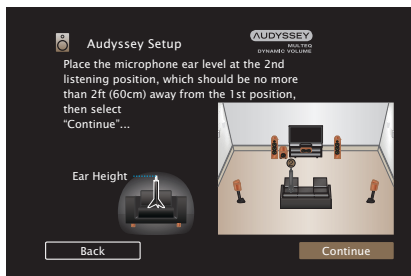 Audyssey Setup
AUDYSSEY
MULTEQ
DYNAMIC VOLUME
Place the microphone ear level at the 2nd
listening position, which should be no more
than 2ft (60cm) away from the 1st position,
then select
“Continue”...
Ear Height
Back
Continue